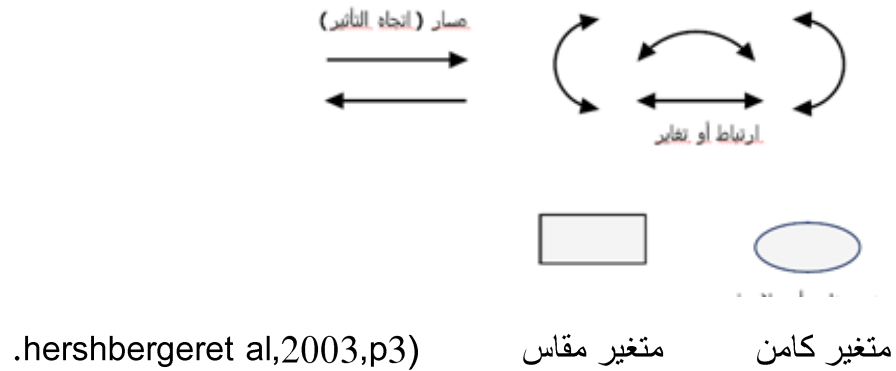 مسار (اتجاه التأثير)
ارتباط أو تغاير
متغير كامن متغير مقاس (hershbergeret al,2003,p3.